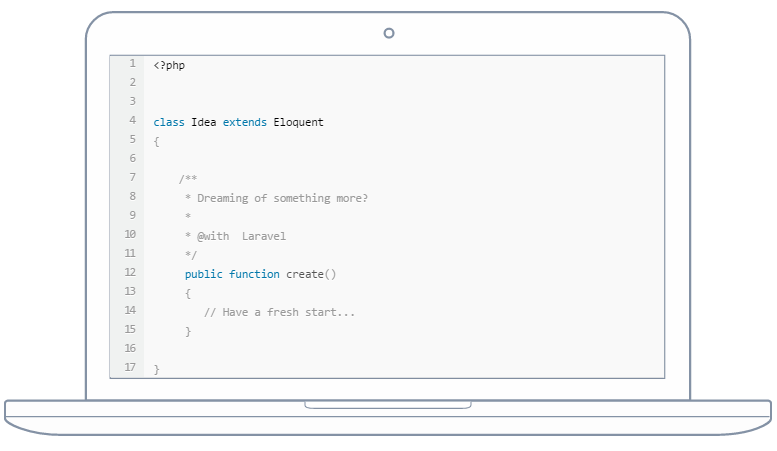 1 <?php
2
3
4 class Idea extends Eloquent
5 {
6
7 /**
8 * Dreaming of something more?
9 *
10 * @with  Laravel
11 */
12 public function create()
13 {
14 // Have a fresh start...
15 }
16
17 }